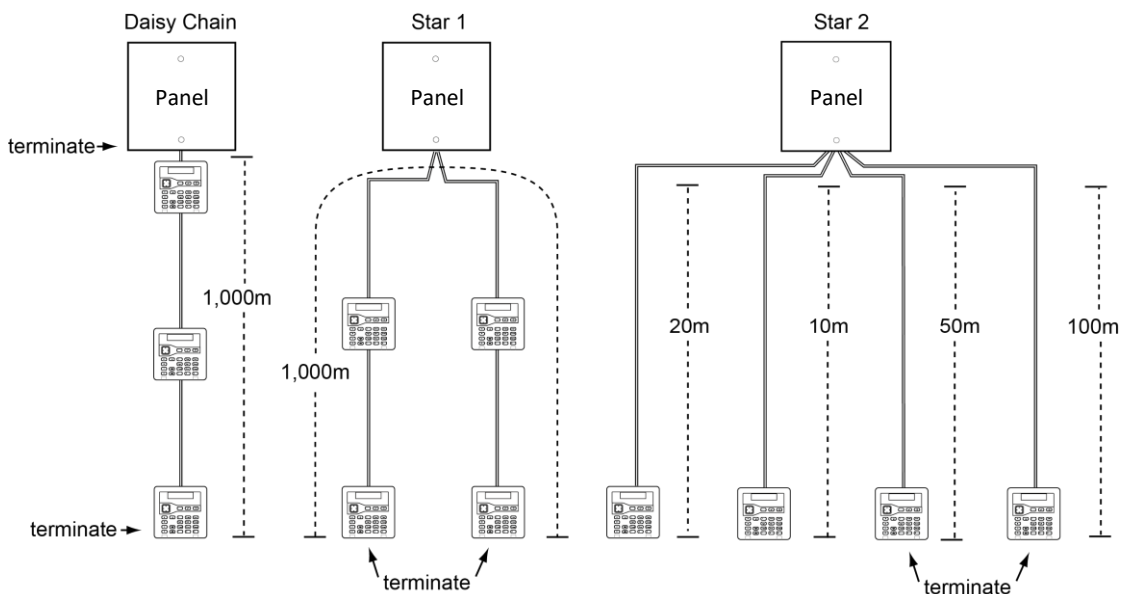 Daisy Chain
Star 1
Star 2
Panel
Panel
Panel
terminate
1,000m
1,000m
20m
10m
50m
100m
terminate
terminate
terminate